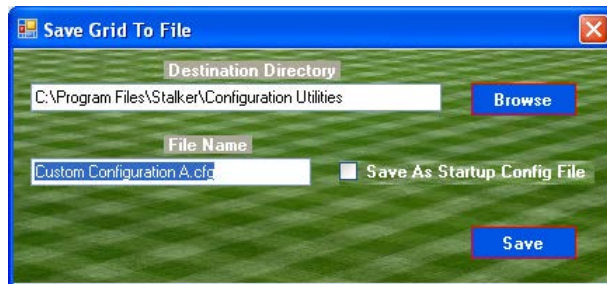 Save Grid To File
Destination Directory
C:\Program Files\Stalker\Configuration Utilities
Browse
File Name
Custom Configuration A.cfg
Save As Startup Config File
Save